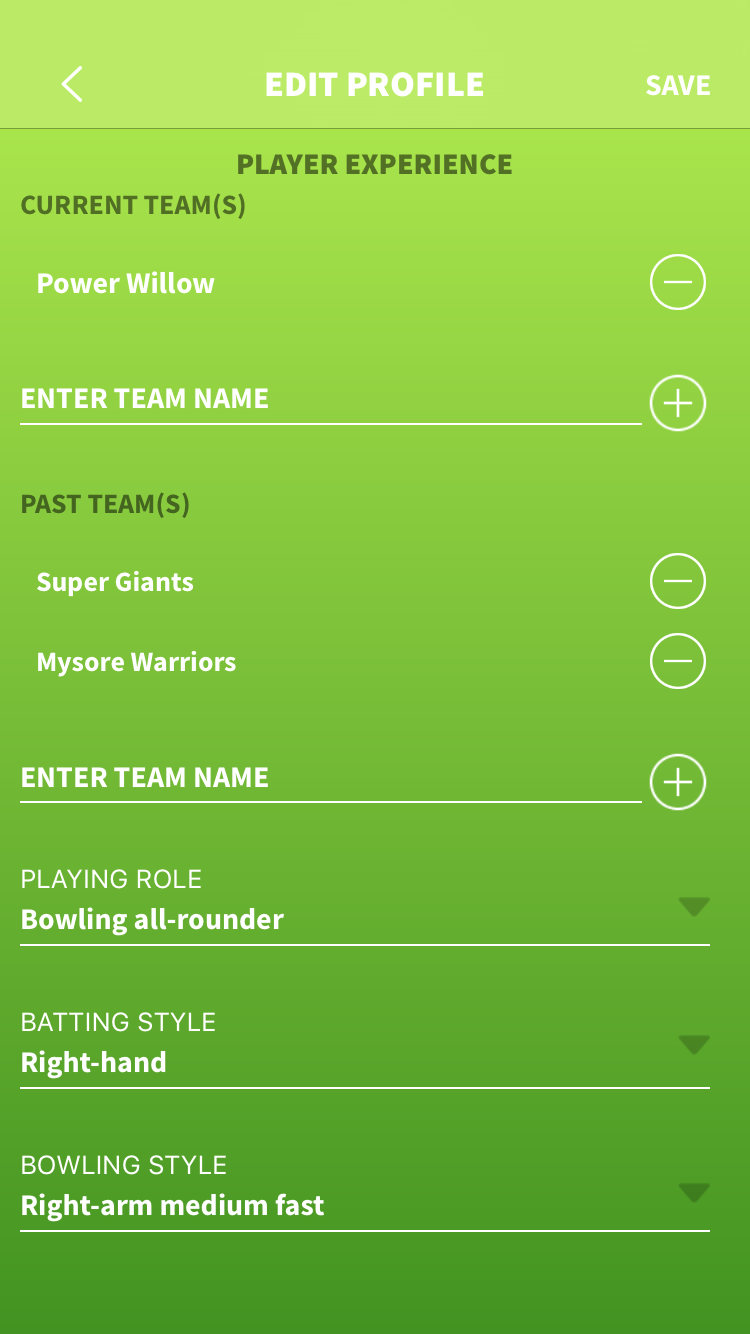 EDIT PROFILE
SAVE
PLAYER EXPERIENCE
CURRENT TEAM(S)
Power Willow
ENTER TEAM NAME
PAST TEAM(S)
Super Giants
Mysore Warriors
ENTER TEAM NAME
PLAYING ROLE
Bowling all-rounder
BATTING STYLE
Right-hand
BOWLING STYLE
Right-arm medium fast